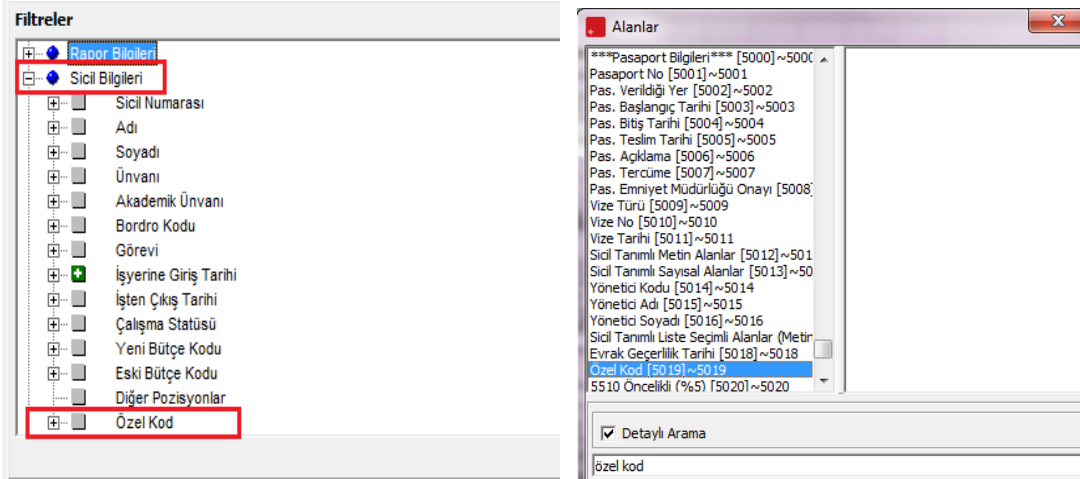 Filtreler
Rapor Bilgileri
Sicil Bilgileri
Sicil Numarası
Adı
Soyadı
Ünvanı
Akademik Ünvanı
Bordro Kodu
Görevi
İşyerine Giriş Tarihi
İşten Çıkış Tarihi
Çalışma Statüsü
Yeni Bütçe Kodu
Eski Bütçe Kodu
Diğer Pozisyonlar
Özel Kod
Alanlar
***Pasaport Bilgileri*** [5000]~5000
Pasaport No [5001]~5001
Pas. Verildiği Yer [5002]~5002
Pas. Başlangıç Tarihi [5003]~5003
Pas. Bitiş Tarihi [5004]~5004
Pas. Teslim Tarihi [5005]~5005
Pas. Açıklama [5006]~5006
Pas. Tercüme [5007]~5007
Pas. Emniyet Müdürlüğü Onayı [5008]
Vize Türü [5009]~5009
Vize No [5010]~5010
Vize Tarihi [5011]~5011
Sicil Tanımlı Metin Alanlar [5012]~501
Sicil Tanımlı Sayısal Alanlar [5013]~50
Yönetici Kodu [5014]~5014
Yönetici Adı [5015]~5015
Yönetici Soyadı [5016]~5016
Sicil Tanımlı Liste Seçimli Alanlar (Metin
Evrak Geçerlilik Tarihi [5018]~5018
Özel Kod [5019]~5019
5510 Öncelikli (%5) [5020]~5020
Detaylı Arama
özel kod